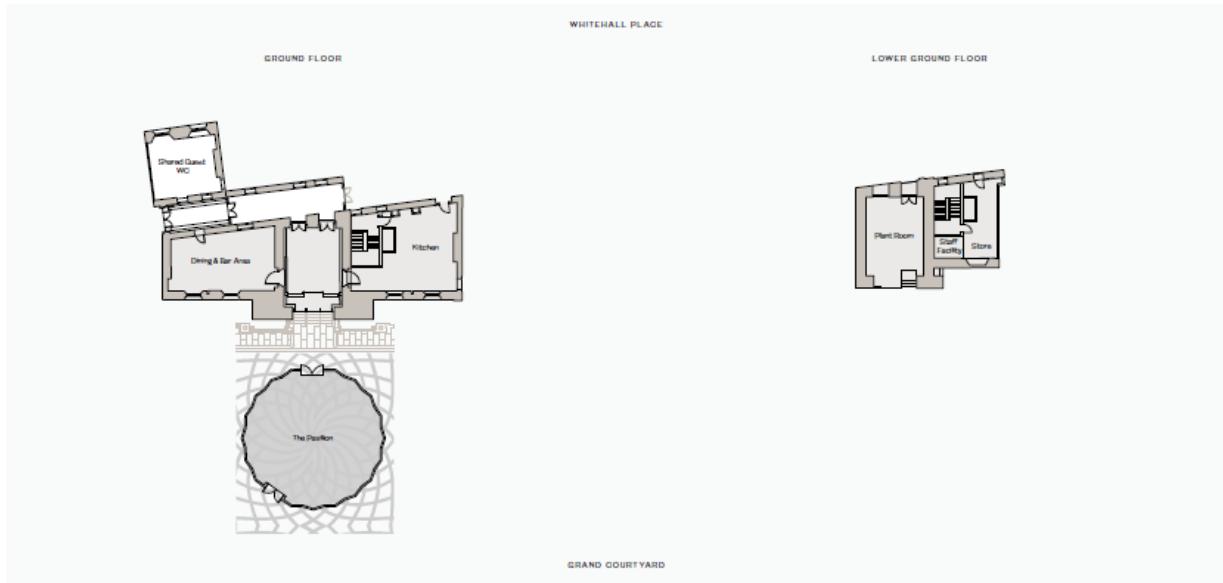 WHITEHALL PLACE
GROUND FLOOR
LOWER GROUND FLOOR
Shared Guest
WC
Dining & Bar Area
Kitchen
Plant Room
Staff
Facility
Store
The Pavilion
GRAND COURTYARD